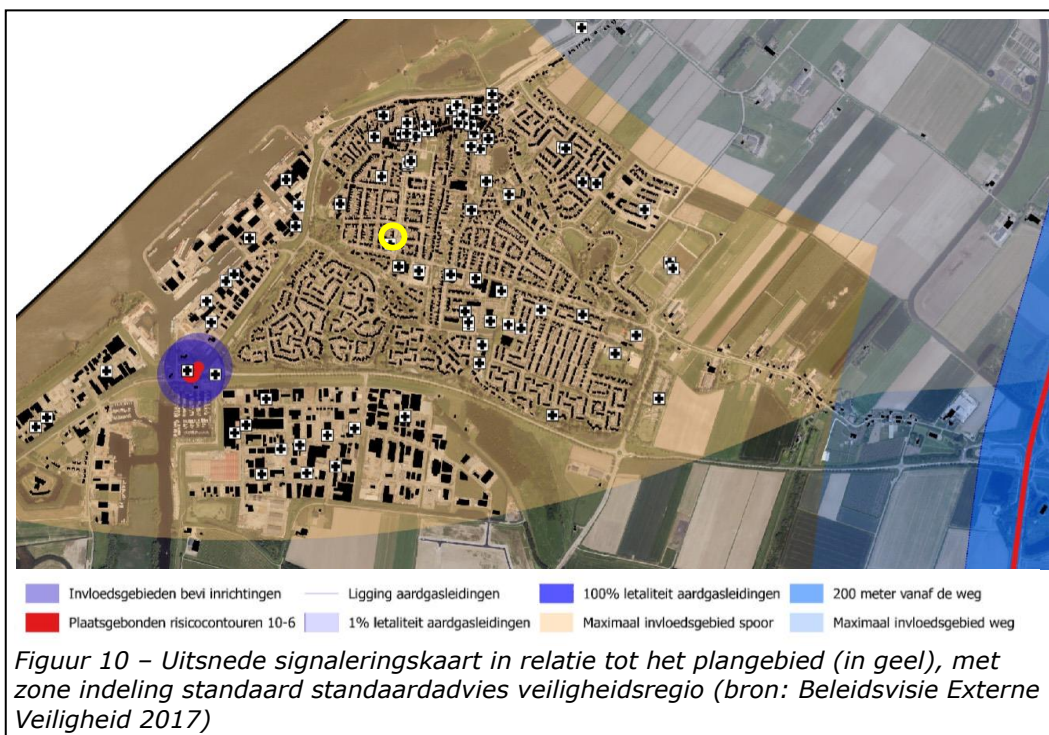 Invloedsgebieden bevi inrichtingen
Ligging aardgasleidingen
100% letaliteit aardgasleidingen
200 meter vanaf de weg
Plaatsgebonden risicocontouren 10-6
1% letaliteit aardgasleidingen
Maximaal invloedsgebied spoor
Maximaal invloedsgebied weg
Figuur 10 – Uitsnede signaleringskaart in relatie tot het plangebied (in geel), met
zone indeling standaard standaardadvies veiligheidsregio (bron: Beleidsvisie Externe
Veiligheid 2017)